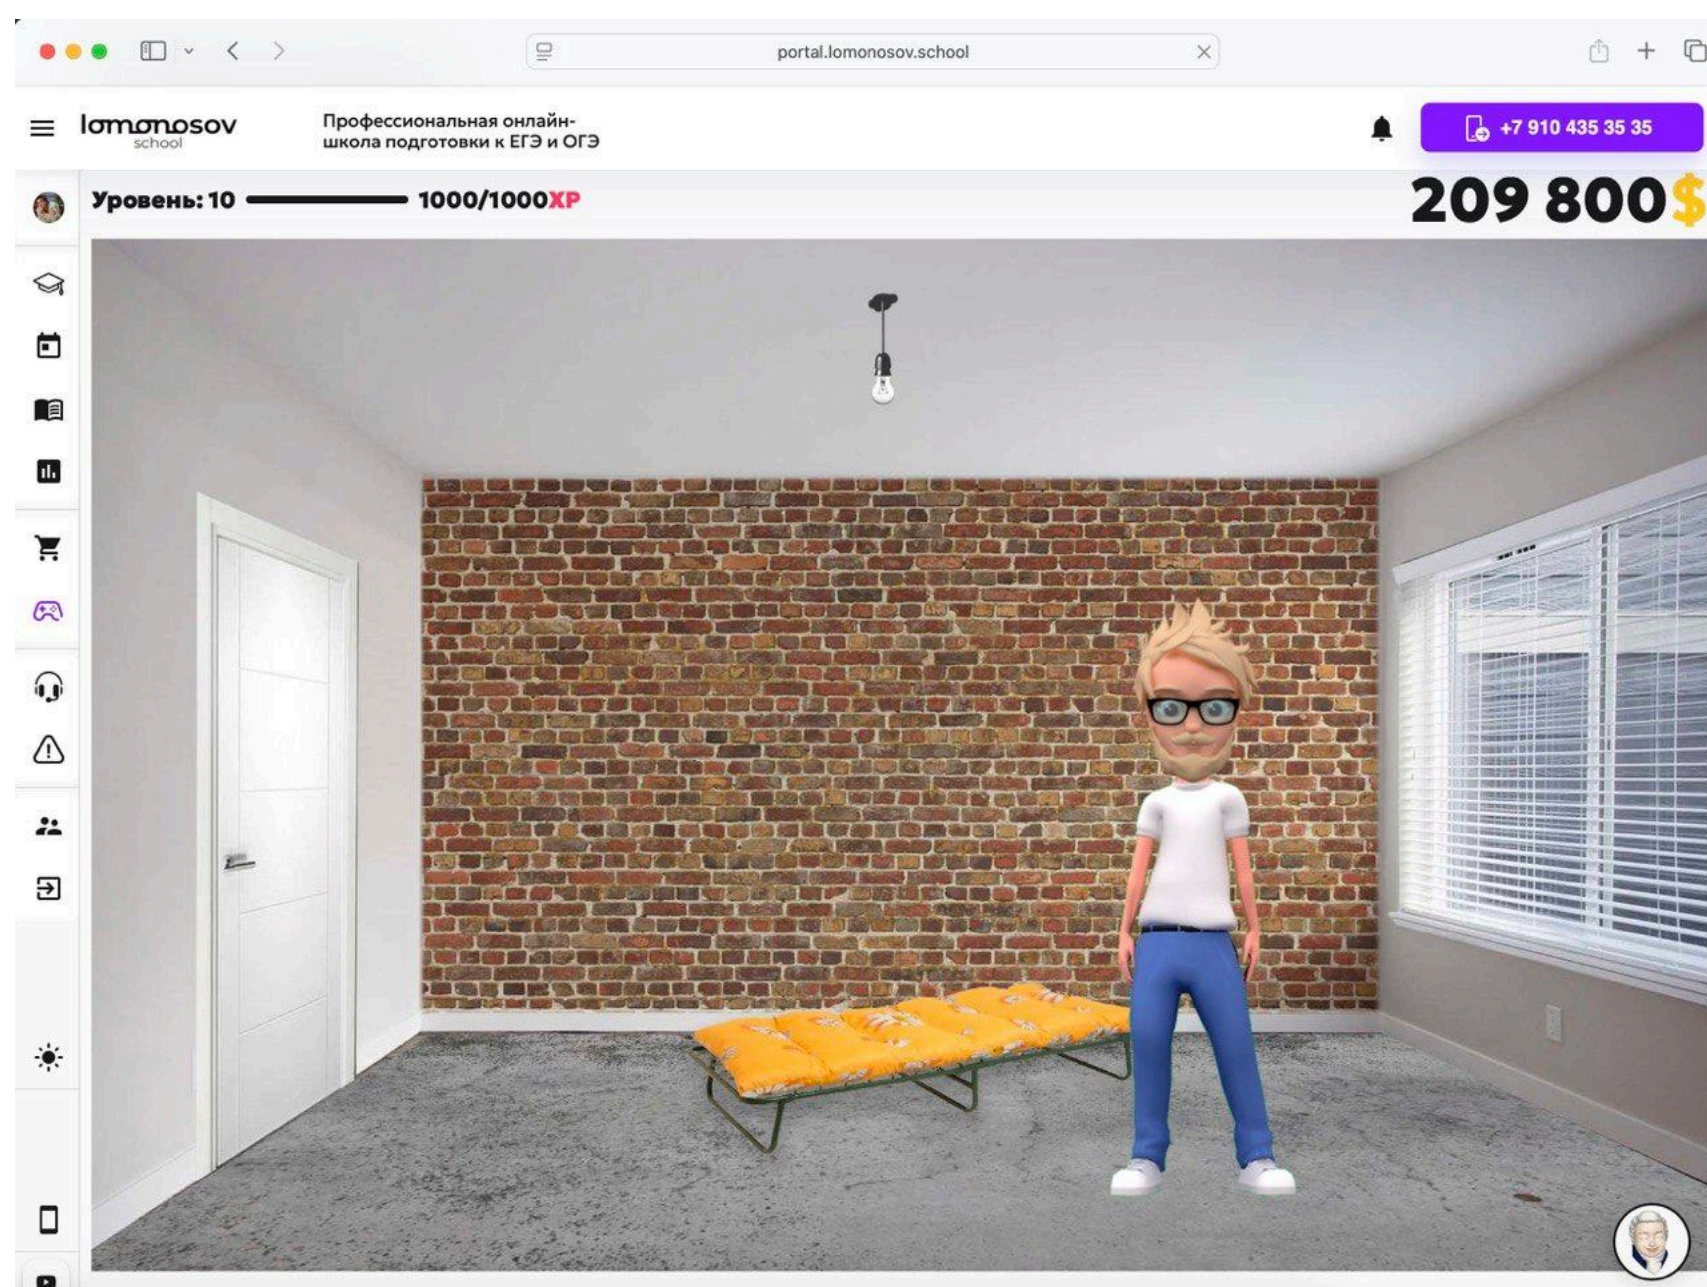 portal.lomonosov.school
lomonosov
school
Профессиональная онлайн-
школа подготовки к ЕГЭ и ОГЭ
+7 910 435 35 35
Уровень: 10
1000/1000XP
209 800$